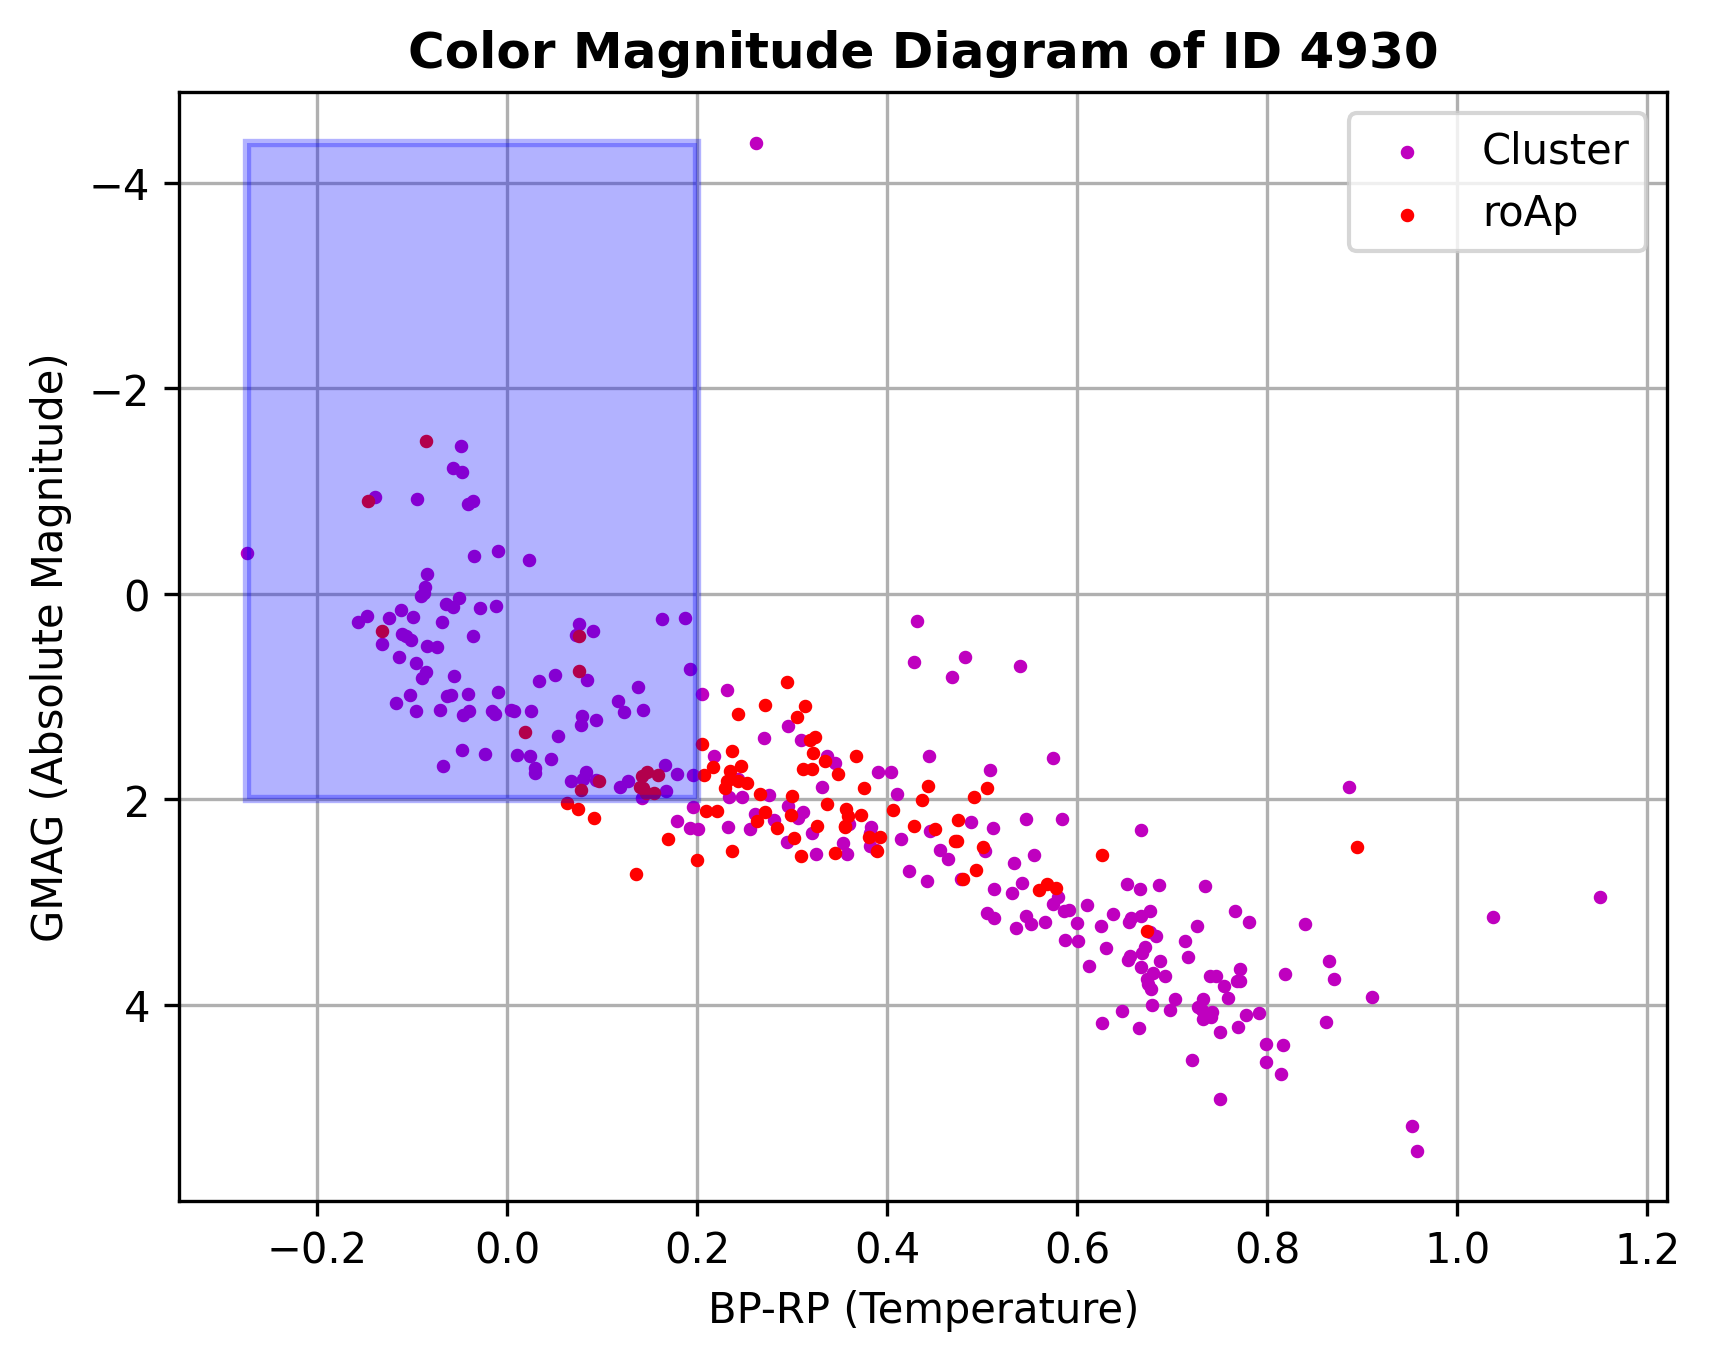 Color Magnitude Diagram of ID 4930
Cluster
roAp
GMAG (Absolute Magnitude)
−4
−2
0
2
4
−0.2 0.0 0.2 0.4 0.6 0.8 1.0 1.2
BP-RP (Temperature)